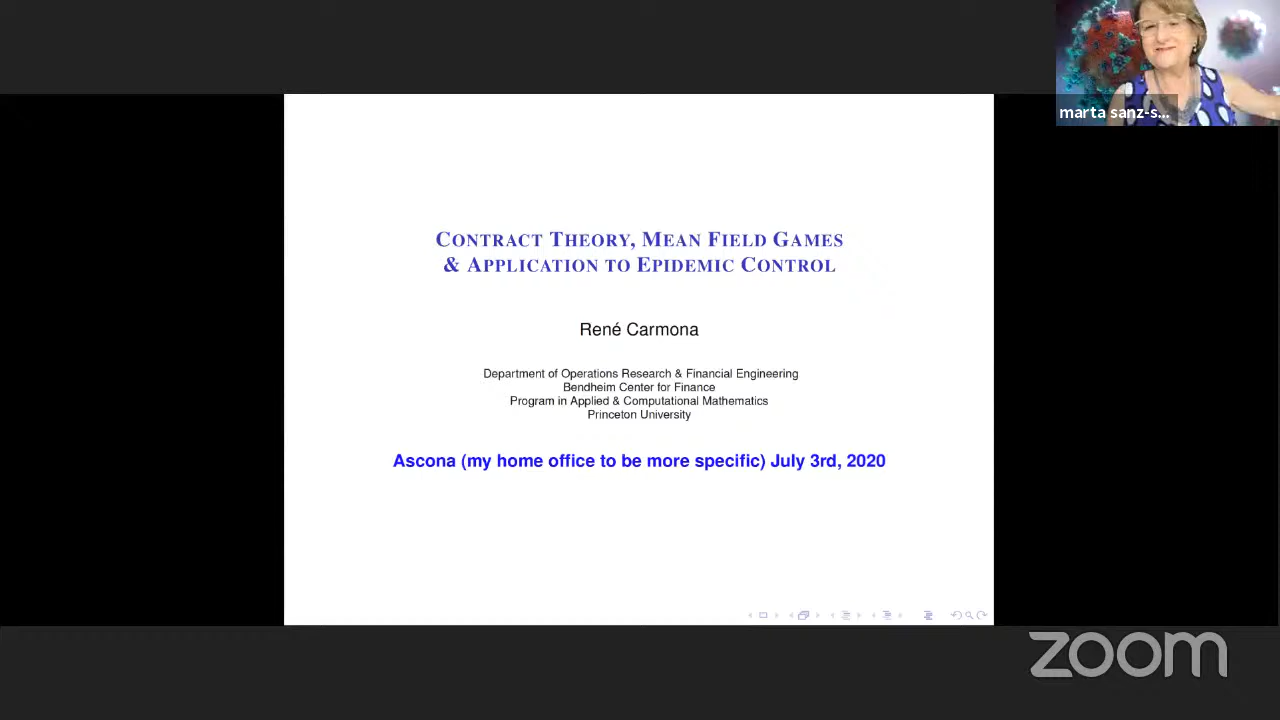 marta sanz-s...
CONTRACT THEORY, MEAN FIELD GAMES
& APPLICATION TO EPIDEMIC CONTROL
René Carmona
Department of Operations Research & Financial Engineering
Bendheim Center for Finance
Program in Applied & Computational Mathematics
Princeton University
Ascona (my home office to be more specific) July 3rd, 2020
zoom